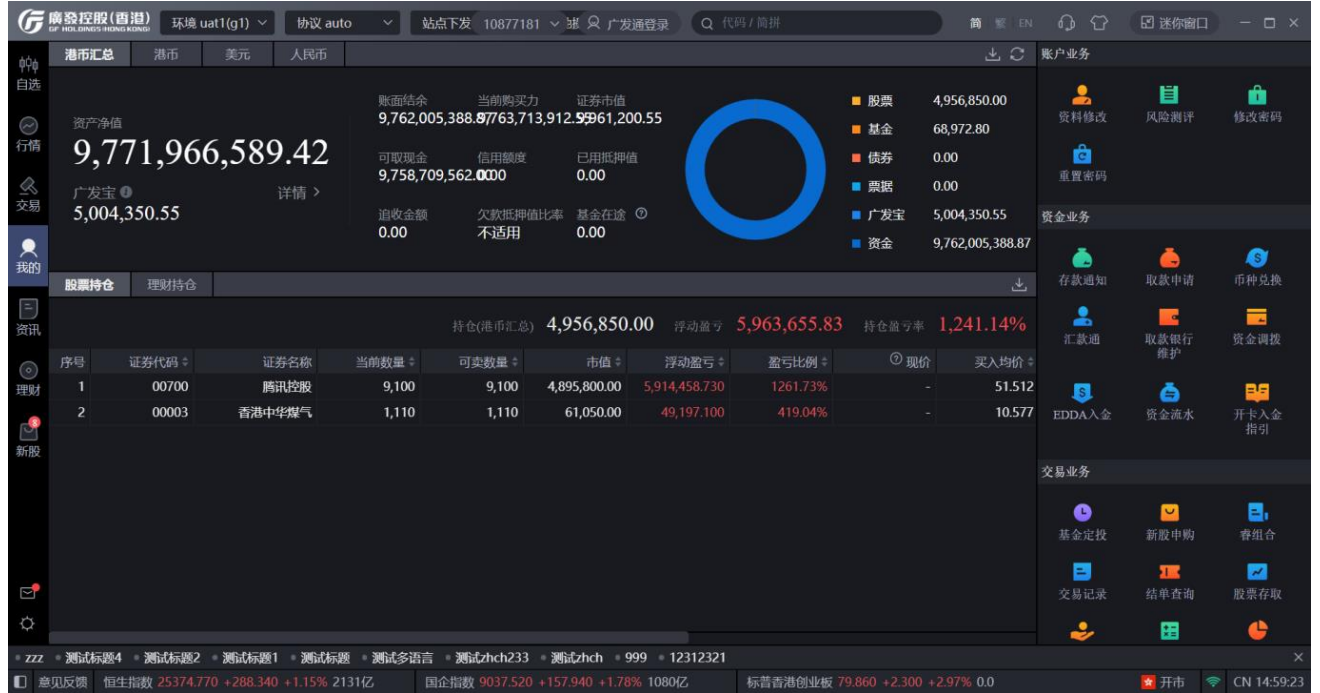 廣發控股(香港) GF HOLDINGS (HONG KONG) 环境 uat1(g1) 协议 auto 站点下发 10877181 广发通登录 代码 / 简拼 简 繁 EN 迷你窗口
自选
行情
交易
我的
资讯
理财
新股
8
港币汇总 港币 美元 人民币
资产净值
9,771,966,589.42
广发宝 详情 >
5,004,350.55
账面结余 当前购买力 证券市值
9,762,005,388.87 9,763,713,912.55 9,961,200.55
可取现金 信用额度 已用抵押值
9,758,709,562.00 0.00 0.00
追收金额 欠款抵押值比率 基金在途
0.00 不适用 0.00
股票 4,956,850.00
基金 68,972.80
债券 0.00
票据 0.00
广发宝 5,004,350.55
资金 9,762,005,388.87
股票持仓 理财持仓
持仓(港币汇总) 4,956,850.00 浮动盈亏 5,963,655.83 持仓盈亏率 1,241.14%
序号 证券代码 证券名称 当前数量 可卖数量 市值 浮动盈亏 盈亏比例 现价 买入均价
1 00700 腾讯控股 9,100 9,100 4,895,800.00 5,914,458.730 1261.73% - 51.512
2 00003 香港中华煤气 1,110 1,110 61,050.00 49,197.100 419.04% - 10.577
账户业务
资料修改 风险测评 修改密码
重置密码
资金业务
存款通知 取款申请 币种兑换
汇款通 取款银行维护 资金调拨
EDDA入金 资金流水 开卡入金指引
交易业务
基金定投 新股申购 睿组合
交易记录 结单查询 股票存取
zzz 测试标题4 测试标题2 测试标题1 测试标题 测试多语言 测试zhch233 测试zhch 999 12312321
意见反馈 恒生指数 25374.770 +288.340 +1.15% 2131亿 国企指数 9037.520 +157.940 +1.78% 1080亿 标普香港创业板 79.860 +2.300 +2.97% 0.0 开市 CN 14:59:23